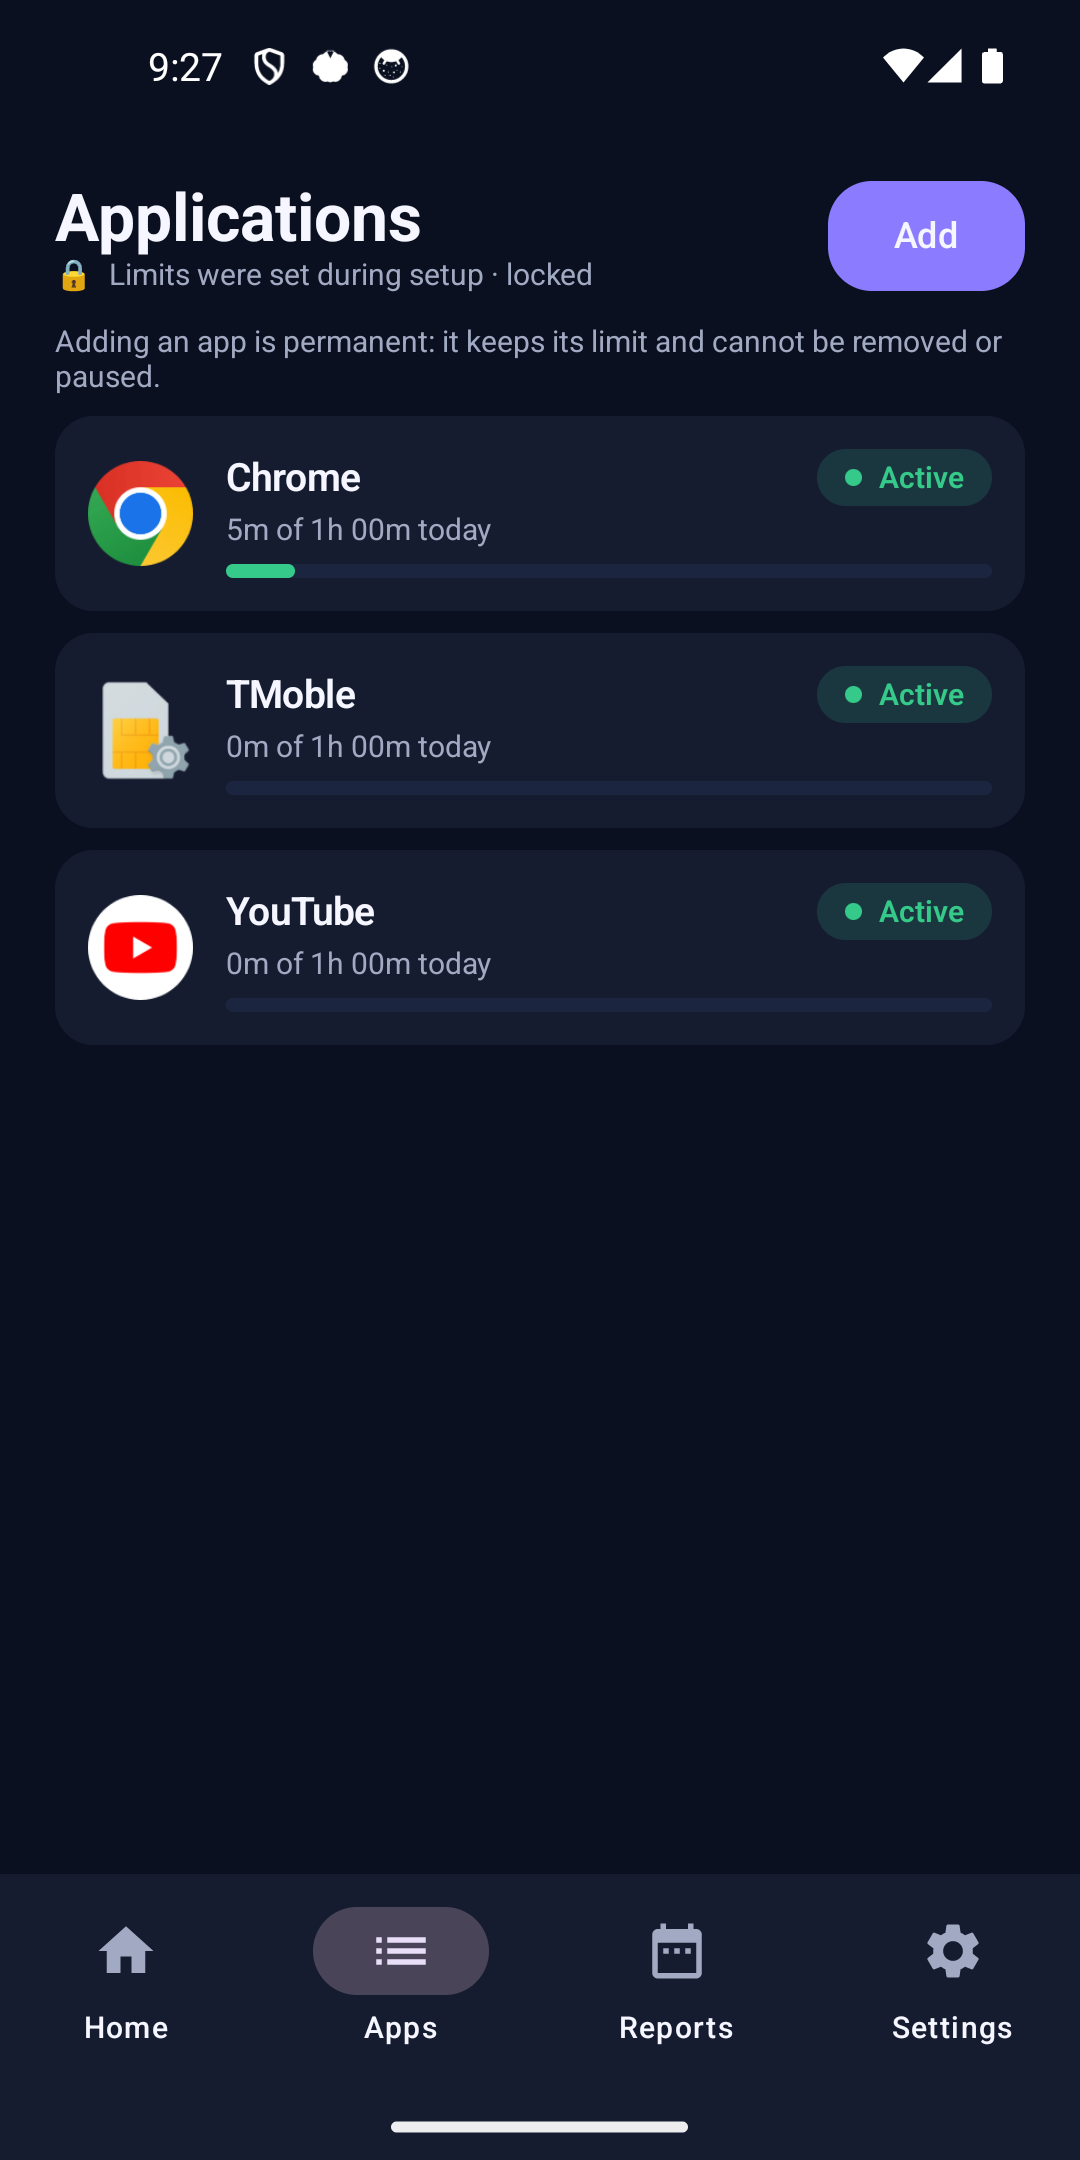 9:27
Applications
Add
🔒 Limits were set during setup · locked
Adding an app is permanent: it keeps its limit and cannot be removed or
paused.
Chrome
Active
5m of 1h 00m today
TMoble
Active
0m of 1h 00m today
YouTube
Active
0m of 1h 00m today
Home
Apps
Reports
Settings